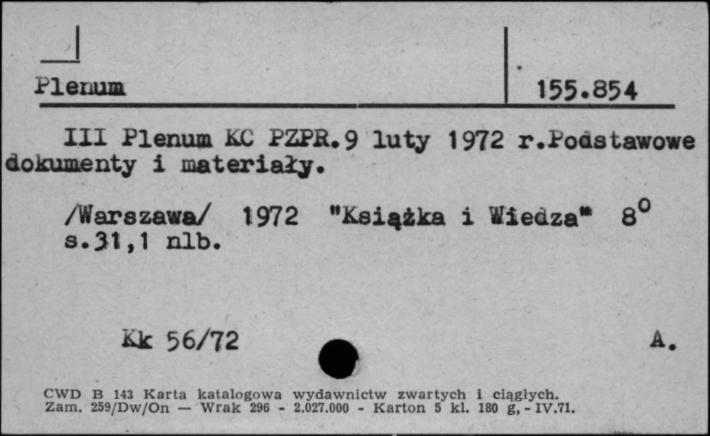 Plenum 155.854
III Plenum KC PZPR.9 luty 1972 r.Podstawowe
dokumenty i materiały.
/Warszawa/ 1972 "Książka i Wiedza" 8º
s.31,1 nlb.
Kk 56/72 A.
CWD B 143 Karta katalogowa wydawnictw zwartych i ciągłych.
Zam. 259/Dw/On — Wrak 296 - 2.027.000 - Karton 5 kl. 180 g, - IV.71.